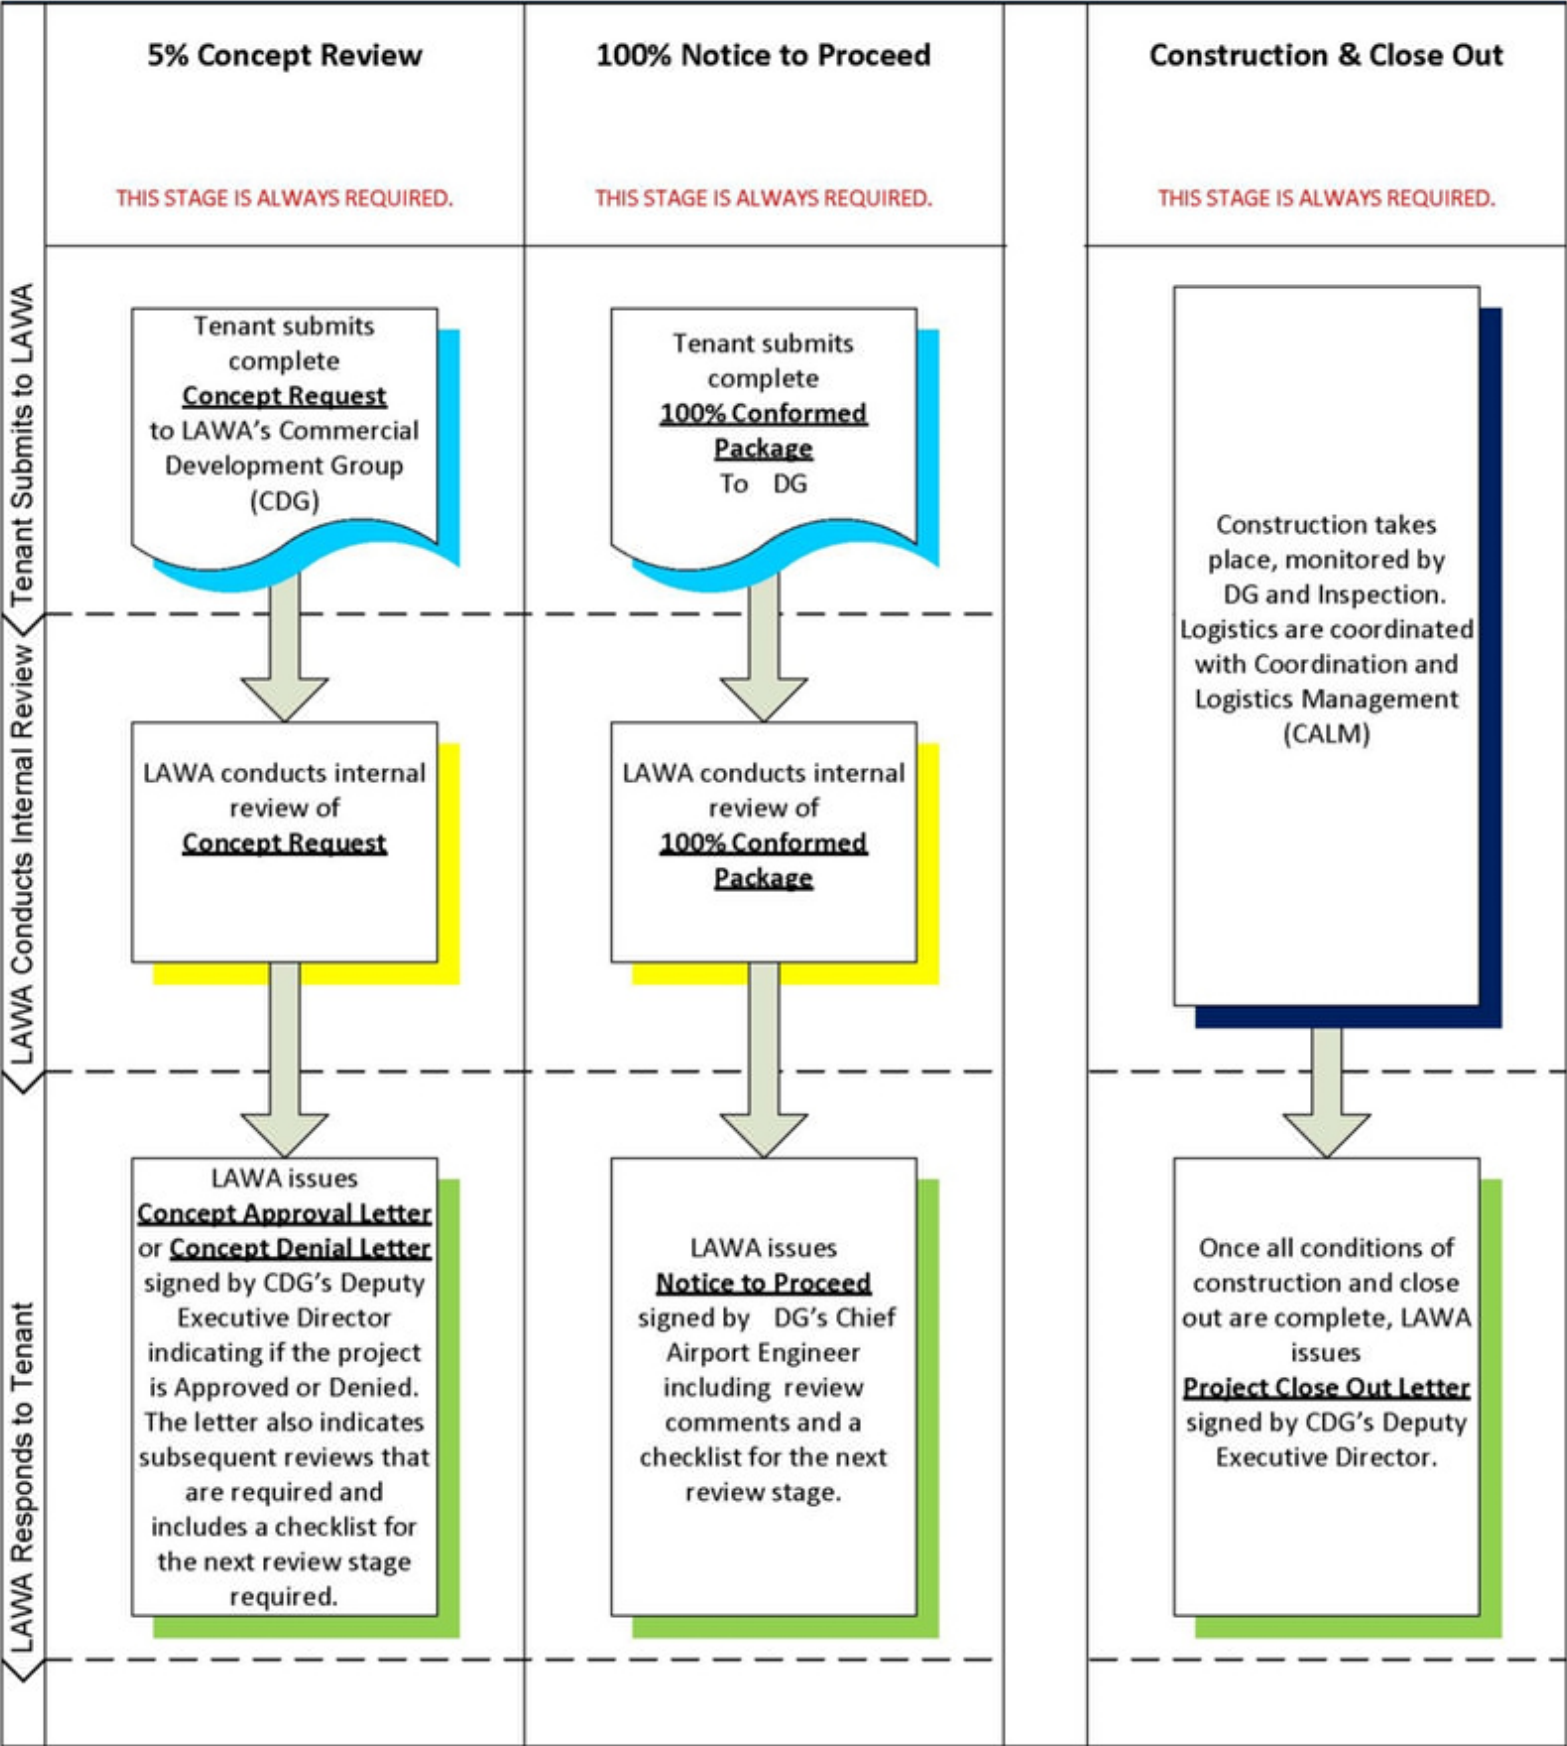 5% Concept Review
THIS STAGE IS ALWAYS REQUIRED.
100% Notice to Proceed
THIS STAGE IS ALWAYS REQUIRED.
Construction & Close Out
THIS STAGE IS ALWAYS REQUIRED.
Tenant Submits to LAWA
Tenant submits
complete
Concept Request
to LAWA's Commercial
Development Group
(CDG)
Tenant submits
complete
100% Conformed
Package
To DG
Construction takes
place, monitored by
DG and Inspection.
Logistics are coordinated
with Coordination and
Logistics Management
(CALM)
LAWA Conducts Internal Review
LAWA conducts internal
review of
Concept Request
LAWA conducts internal
review of
100% Conformed
Package
LAWA Responds to Tenant
LAWA issues
Concept Approval Letter
or Concept Denial Letter
signed by CDG's Deputy
Executive Director
indicating if the project
is Approved or Denied.
The letter also indicates
subsequent reviews that
are required and
includes a checklist for
the next review stage
required.
LAWA issues
Notice to Proceed
signed by DG's Chief
Airport Engineer
including review
comments and a
checklist for the next
review stage.
Once all conditions of
construction and close
out are complete, LAWA
issues
Project Close Out Letter
signed by CDG's Deputy
Executive Director.